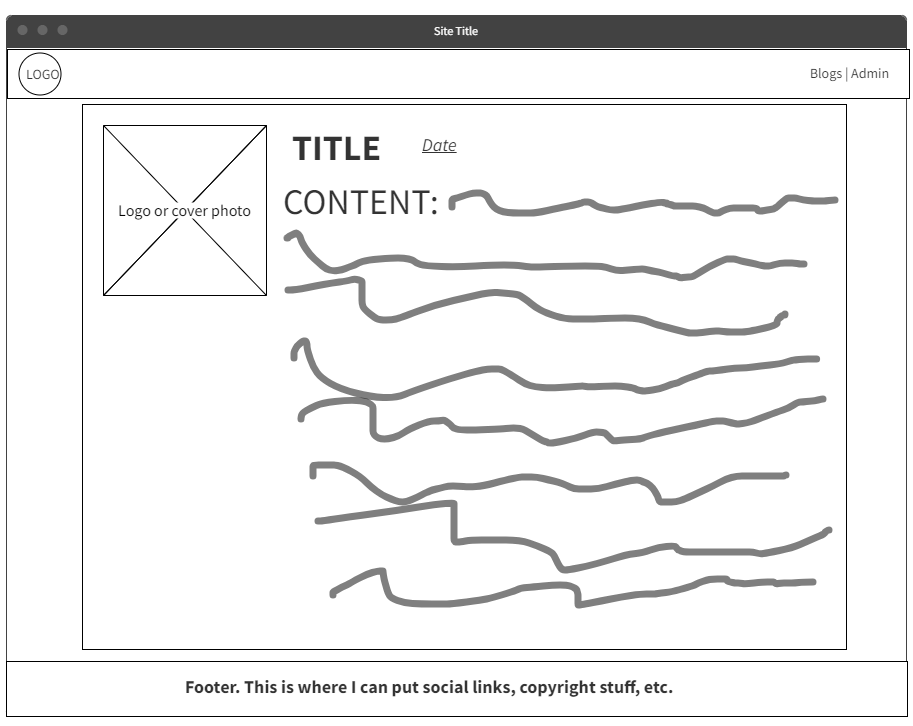 Site Title
LOGO
Blogs | Admin
TITLE
Date
Logo or cover photo
CONTENT:
Footer. This is where I can put social links, copyright stuff, etc.